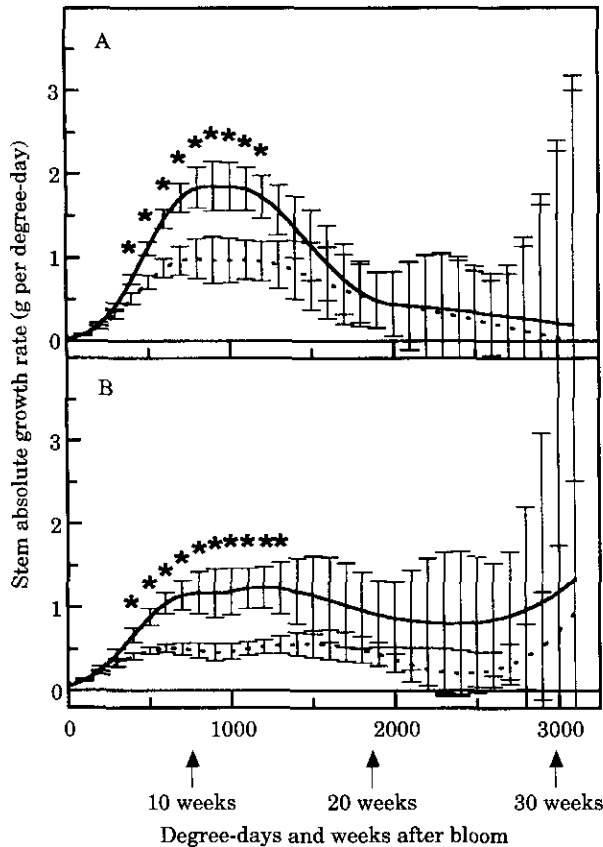 A
3
2
1
0
B
3
2
1
0
Stem absolute growth rate (g per degree-day)
0 1000 2000 3000
10 weeks 20 weeks 30 weeks
Degree-days and weeks after bloom